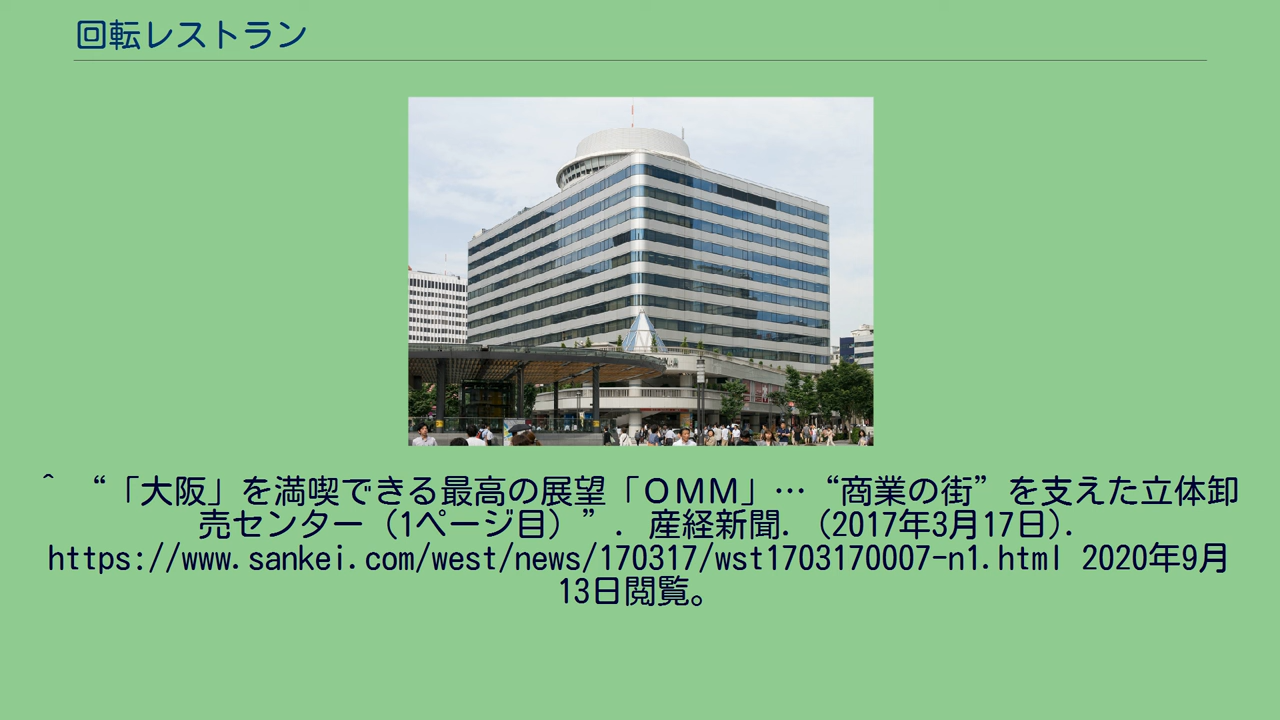 回転レストラン
^ “「大阪」を満喫できる最高の展望「ＯＭＭ」…“商業の街”を支えた立体卸
売センター（1ページ目）”. 産経新聞. (2017年3月17日).
https://www.sankei.com/west/news/170317/wst1703170007-n1.html 2020年9月
13日閲覧。